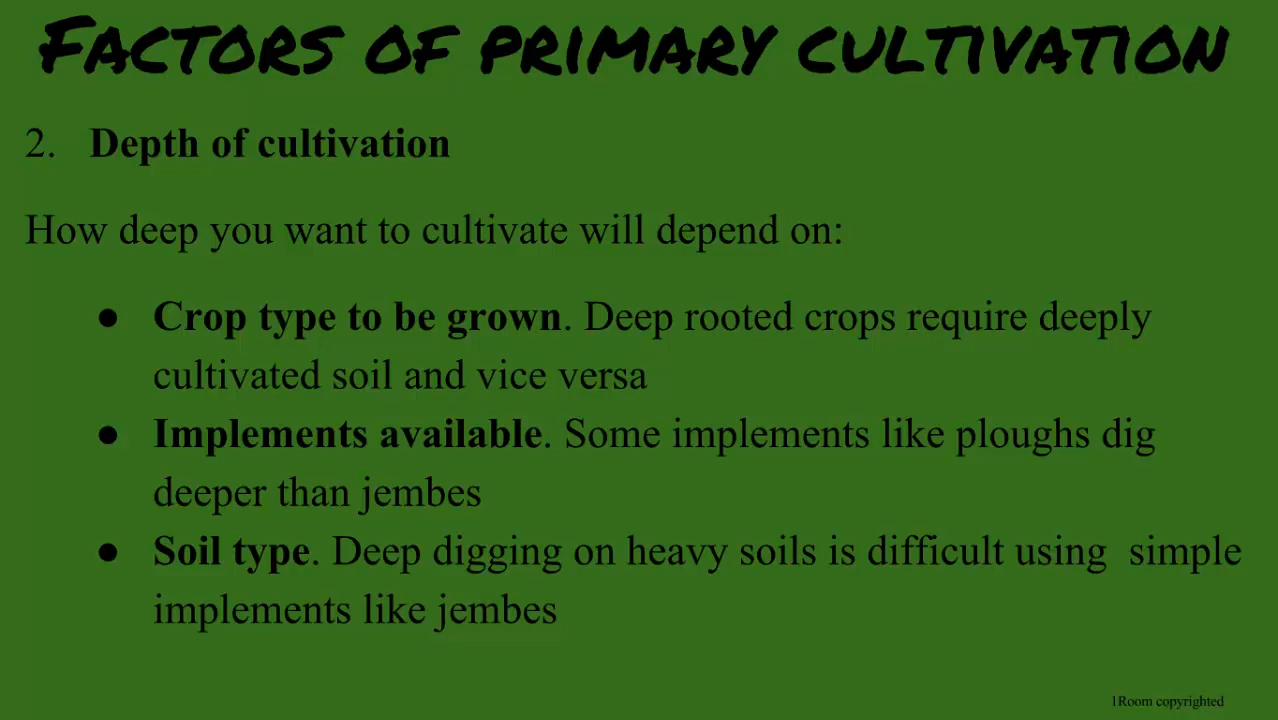 FACTORS OF PRIMARY CULTIVATION
2. Depth of cultivation
How deep you want to cultivate will depend on:
● Crop type to be grown. Deep rooted crops require deeply
cultivated soil and vice versa
● Implements available. Some implements like ploughs dig
deeper than jembes
● Soil type. Deep digging on heavy soils is difficult using  simple
implements like jembes
1Room copyrighted